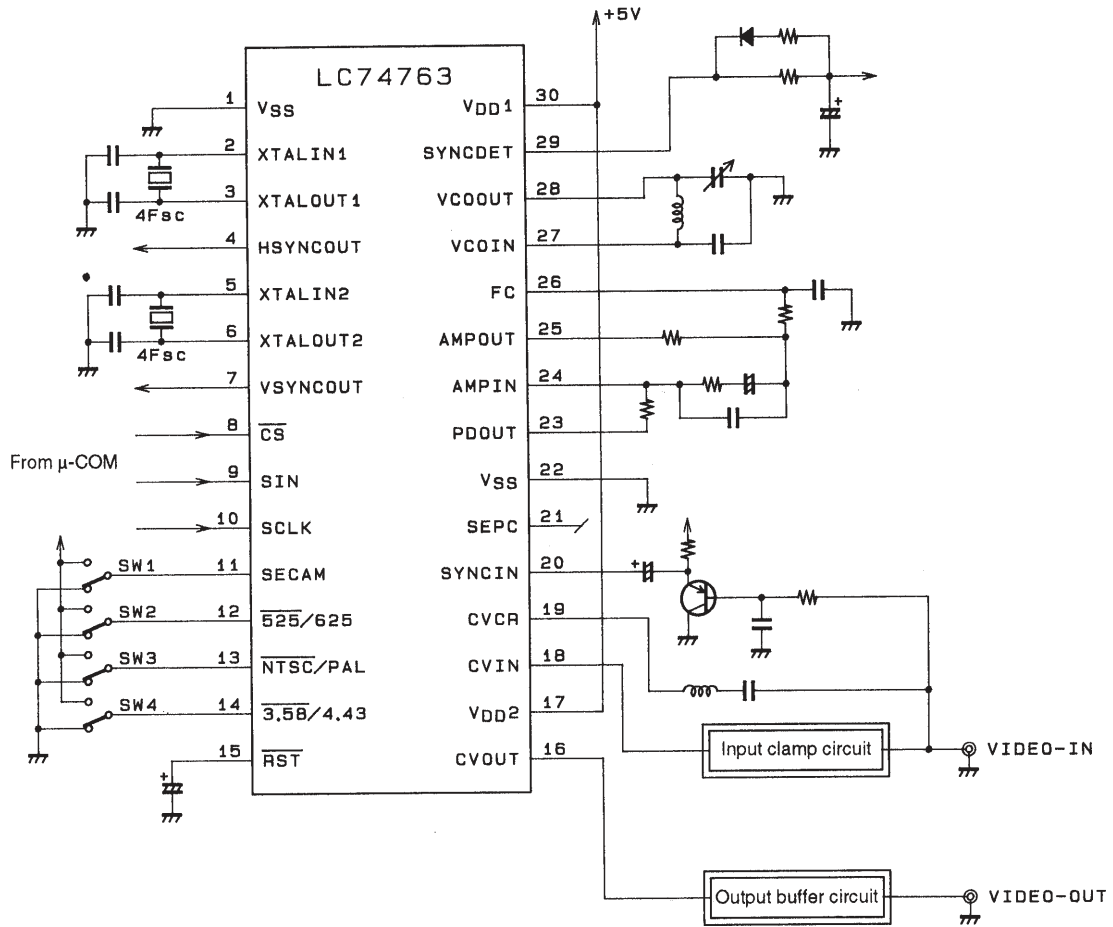 +5V
LC74763
1 VSS
2 XTALIN1
3 XTALOUT1
4Fsc
4 HSYNCOUT
5 XTALIN2
6 XTALOUT2
4Fsc
7 VSYNCOUT
8 CS
From μ-COM
9 SIN
10 SCLK
SW1 11 SECAM
SW2 12 525/625
SW3 13 NTSC/PAL
SW4 14 3.58/4.43
15 RST
+
VDD1 30
SYNCDET 29
+
VCOOUT 28
VCOIN 27
FC 26
AMPOUT 25
AMPIN 24
PDOUT 23
VSS 22
SEPC 21
SYNCIN 20
+
CVCR 19
CVIN 18
VDD2 17
CVOUT 16
Input clamp circuit
VIDEO-IN
Output buffer circuit
VIDEO-OUT